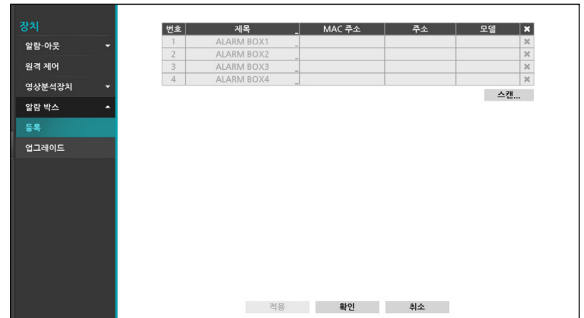 장치
알람-아웃
원격 제어
영상분석장치
알람 박스
등록
업그레이드
번호 제목 MAC 주소 주소 모델
1 ALARM BOX1
2 ALARM BOX2
3 ALARM BOX3
4 ALARM BOX4
스캔...
적용 확인 취소